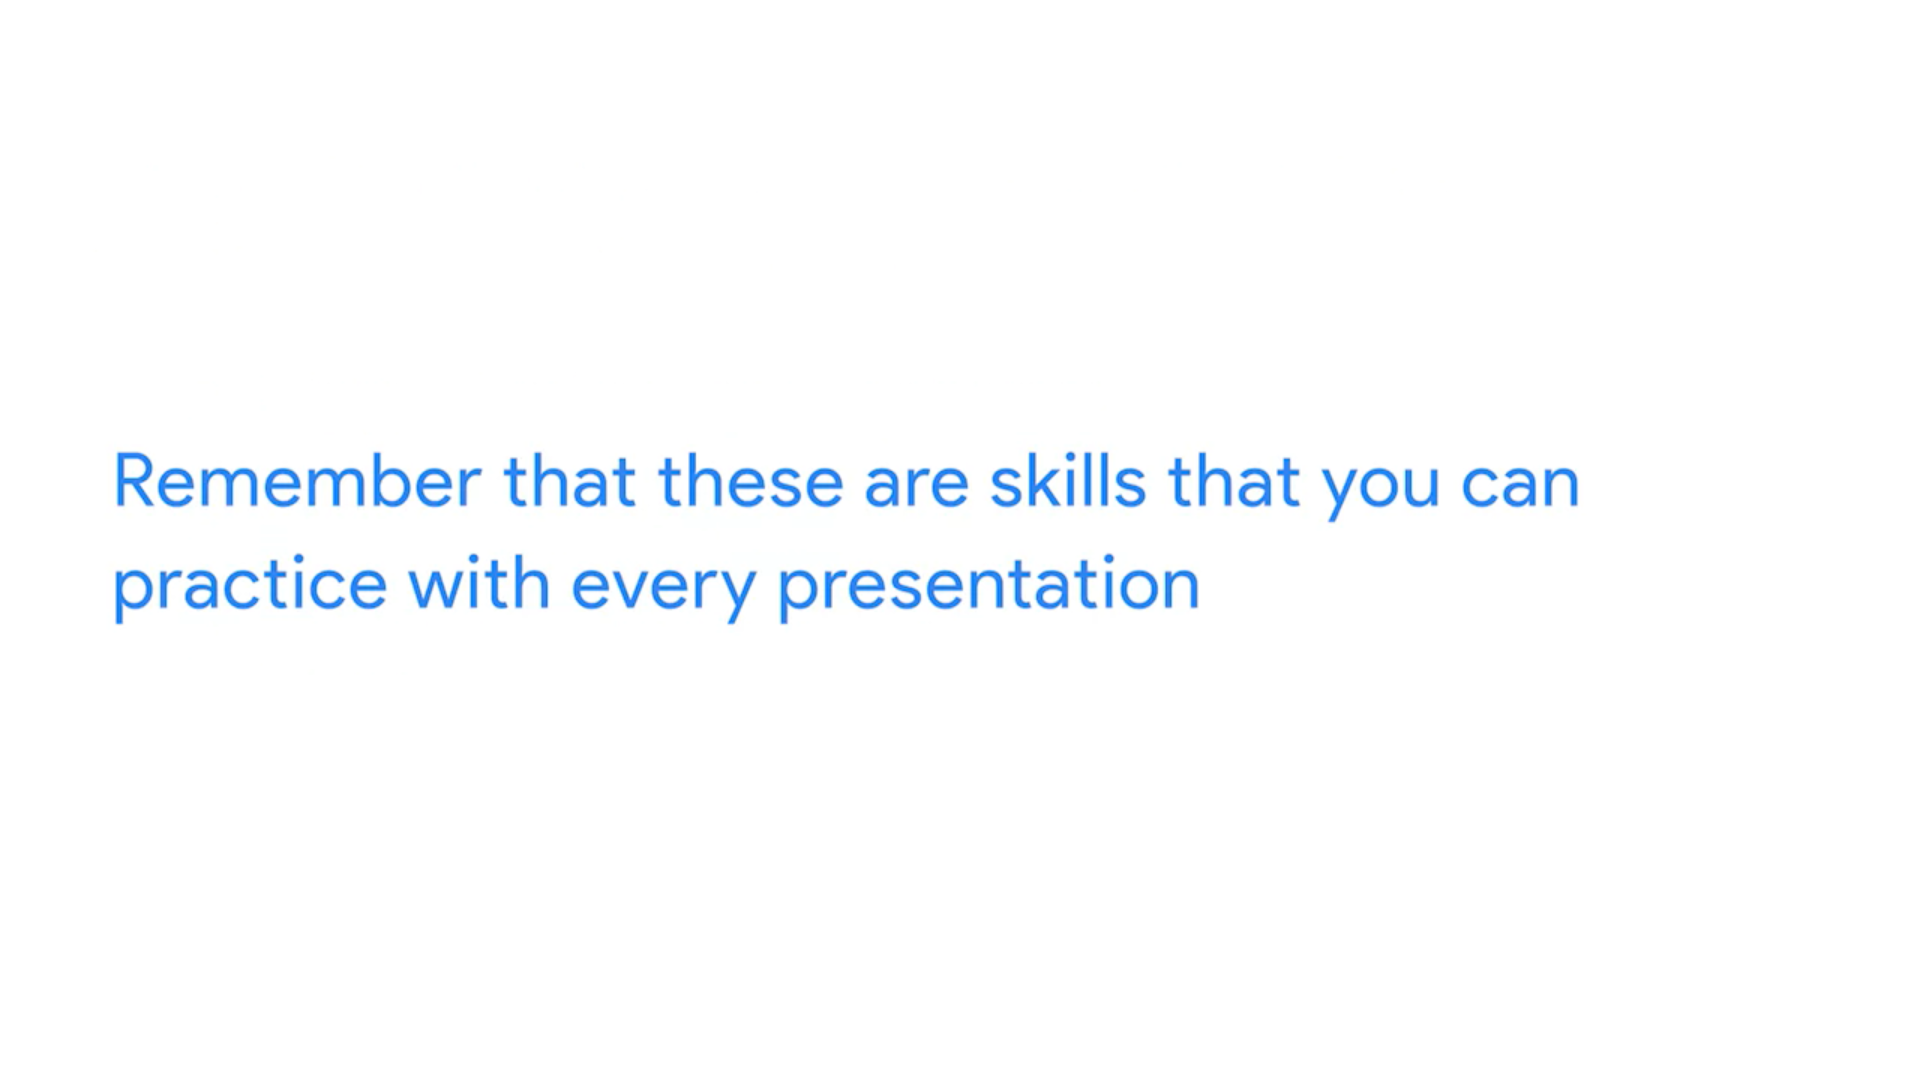 Remember that these are skills that you can
practice with every presentation